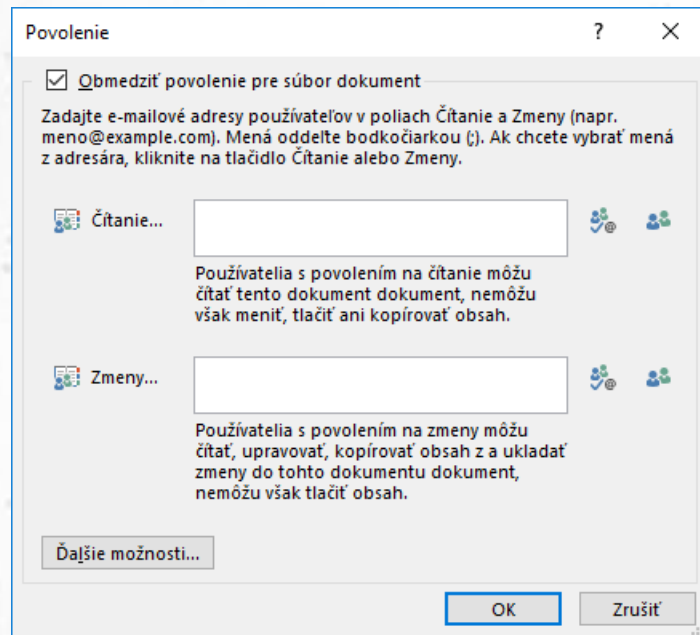 Povolenie
Obmedziť povolenie pre súbor dokument
Zadajte e-mailové adresy používateľov v poliach Čítanie a Zmeny (napr.
meno@example.com). Mená oddeľte bodkočiarkou (;). Ak chcete vybrať mená
z adresára, kliknite na tlačidlo Čítanie alebo Zmeny.
Čítanie...
Používatelia s povolením na čítanie môžu
čítať tento dokument dokument, nemôžu
však meniť, tlačiť ani kopírovať obsah.
Zmeny...
Používatelia s povolením na zmeny môžu
čítať, upravovať, kopírovať obsah z a ukladať
zmeny do tohto dokumentu dokument,
nemôžu však tlačiť obsah.
Ďalšie možnosti...
OK Zrušiť